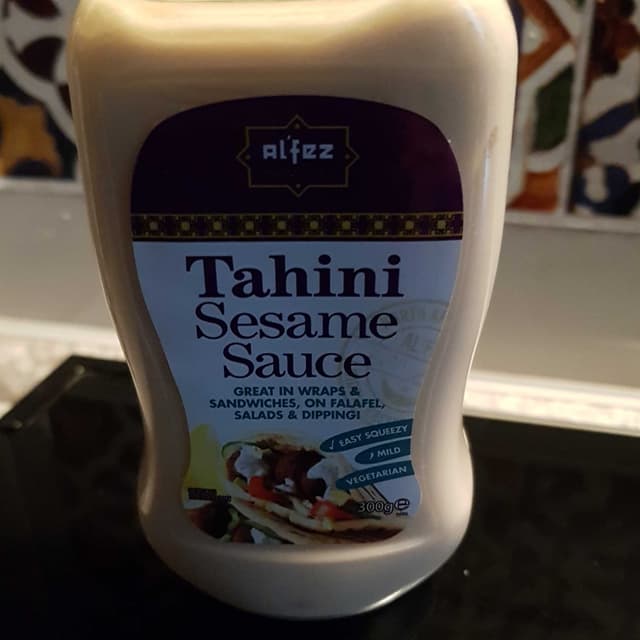 Al'fez
Tahini
Sesame
Sauce
GREAT IN WRAPS &
SANDWICHES, ON FALAFEL,
SALADS & DIPPING!
EASY SQUEEZY
MILD
VEGETARIAN
300g℮